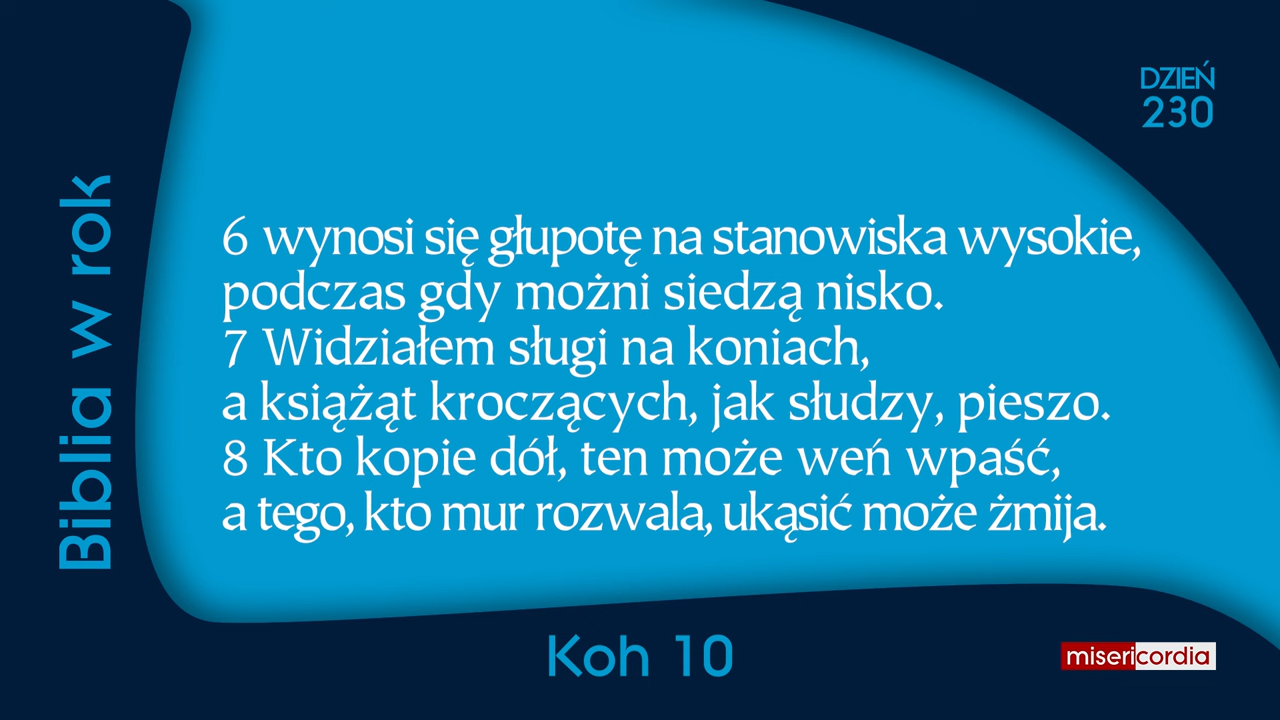 DZIEŃ
230
Biblia w rok
6 wynosi się głupotę na stanowiska wysokie,
podczas gdy możni siedzą nisko.
7 Widziałem sługi na koniach,
a książąt kroczących, jak słudzy, pieszo.
8 Kto kopie dół, ten może weń wpaść,
a tego, kto mur rozwala, ukąsić może żmija.
Koh 10
misericordia